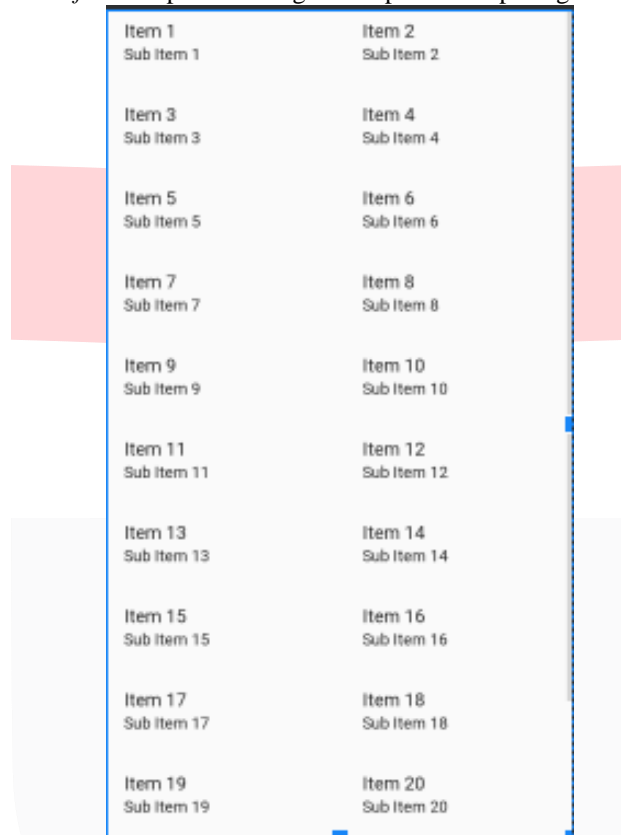 Item 1 Item 2
Sub Item 1 Sub Item 2
Item 3 Item 4
Sub Item 3 Sub Item 4
Item 5 Item 6
Sub Item 5 Sub Item 6
Item 7 Item 8
Sub Item 7 Sub Item 8
Item 9 Item 10
Sub Item 9 Sub Item 10
Item 11 Item 12
Sub Item 11 Sub Item 12
Item 13 Item 14
Sub Item 13 Sub Item 14
Item 15 Item 16
Sub Item 15 Sub Item 16
Item 17 Item 18
Sub Item 17 Sub Item 18
Item 19 Item 20
Sub Item 19 Sub Item 20